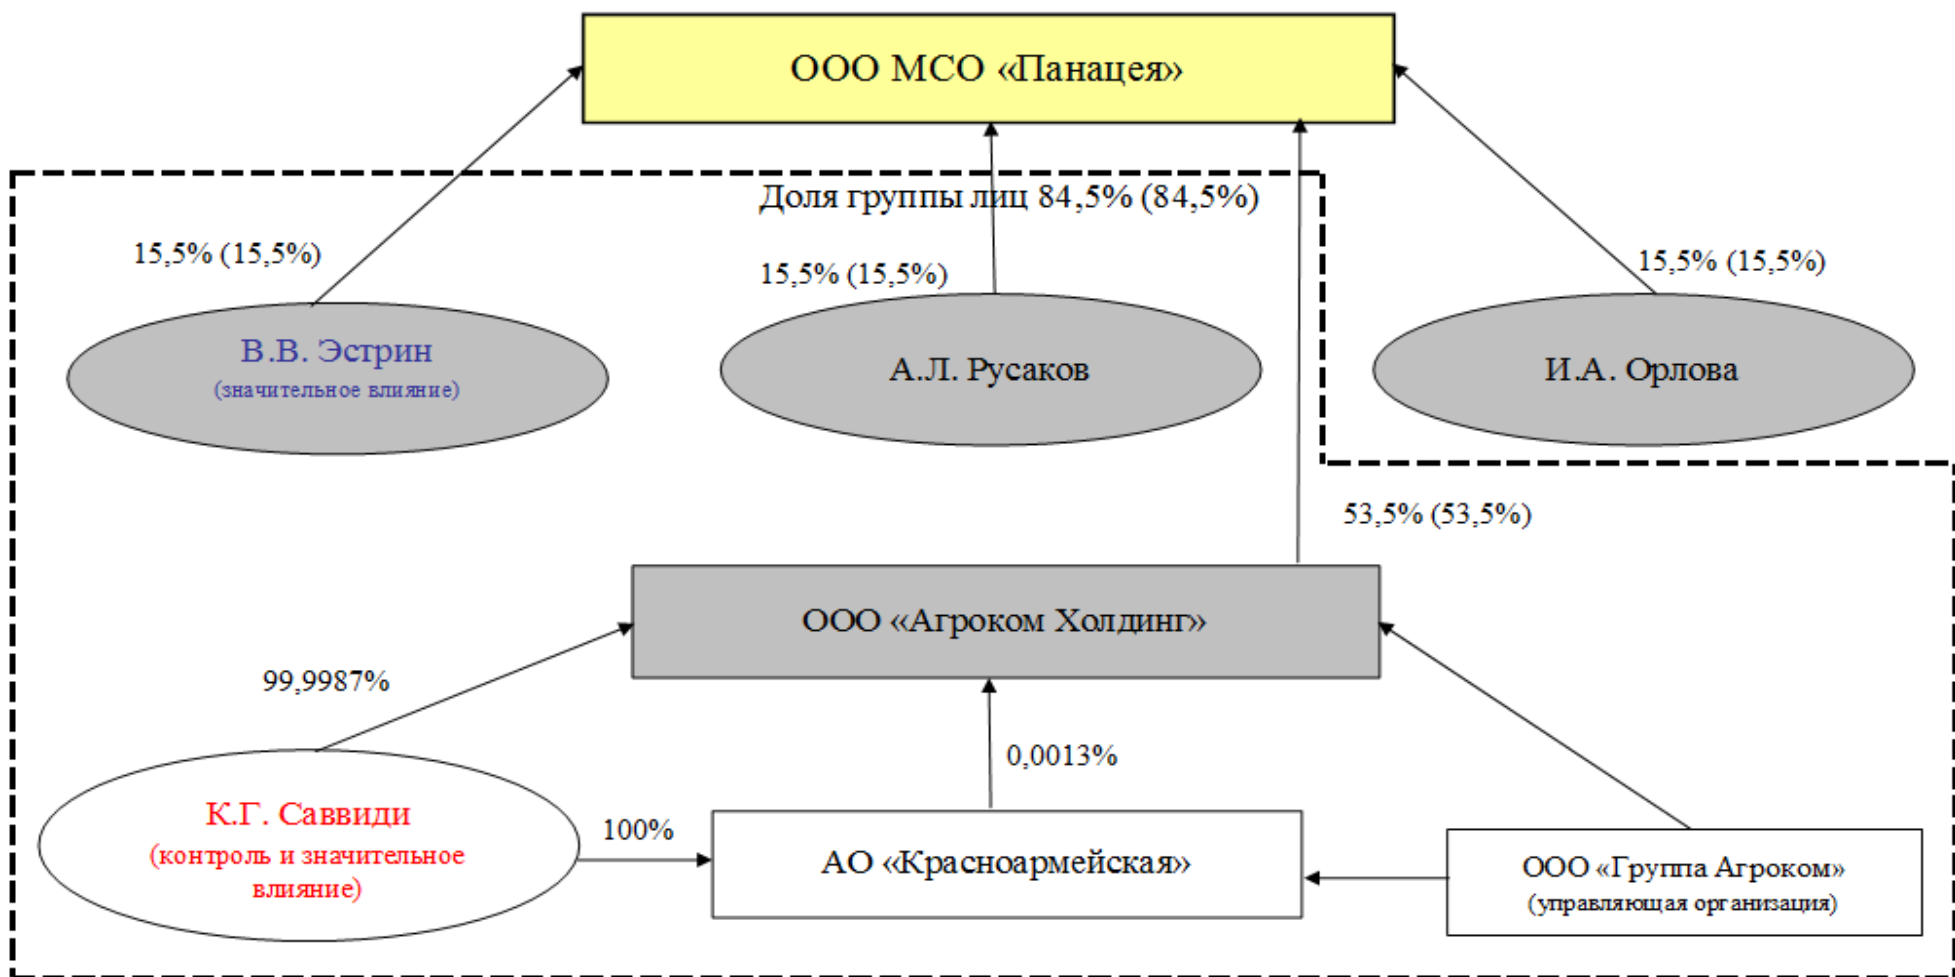 ООО МСО «Панацея»
Доля группы лиц 84,5% (84,5%)
15,5% (15,5%)
15,5% (15,5%)
15,5% (15,5%)
В.В. Эстрин
(значительное влияние)
А.Л. Русаков
И.А. Орлова
53,5% (53,5%)
ООО «Агроком Холдинг»
99,9987%
0,0013%
К.Г. Саввиди
(контроль и значительное
влияние)
100%
АО «Красноармейская»
ООО «Группа Агроком»
(управляющая организация)